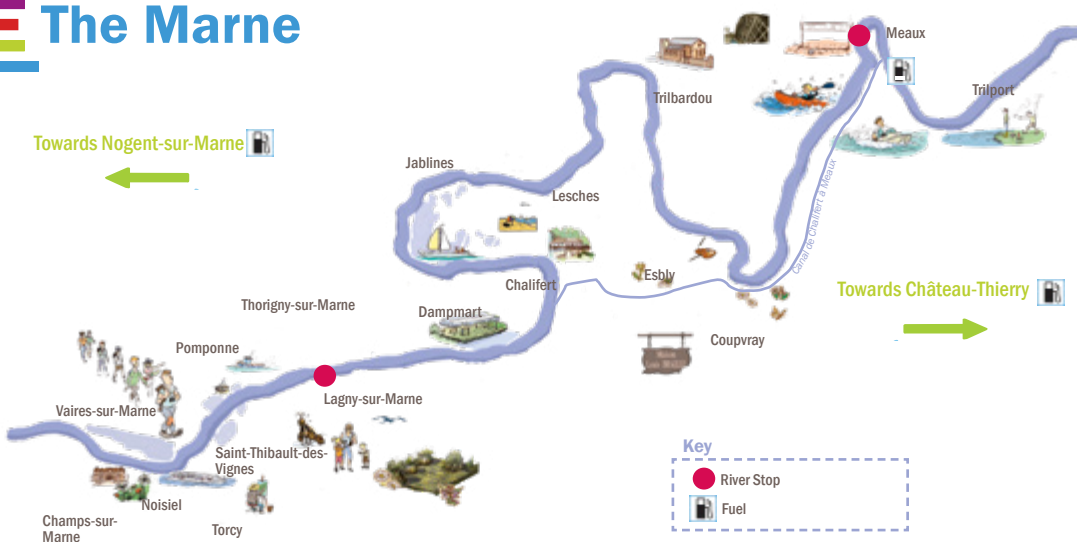 The Marne
Meaux
Trilport
Trilbardou
Towards Nogent-sur-Marne
Jablines
Lesches
Canal de Chalifert à Meaux
Esbly
Chalifert
Towards Château-Thierry
Thorigny-sur-Marne
Dampmart
Coupvray
Pomponne
Lagny-sur-Marne
Vaires-sur-Marne
Saint-Thibault-des-
Vignes
Noisiel
Champs-sur-
Marne
Torcy
Key
River Stop
Fuel